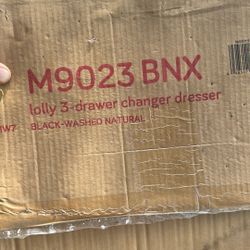 M9023 BNX
lolly 3-drawer changer dresser
BLACK-WASHED NATURAL